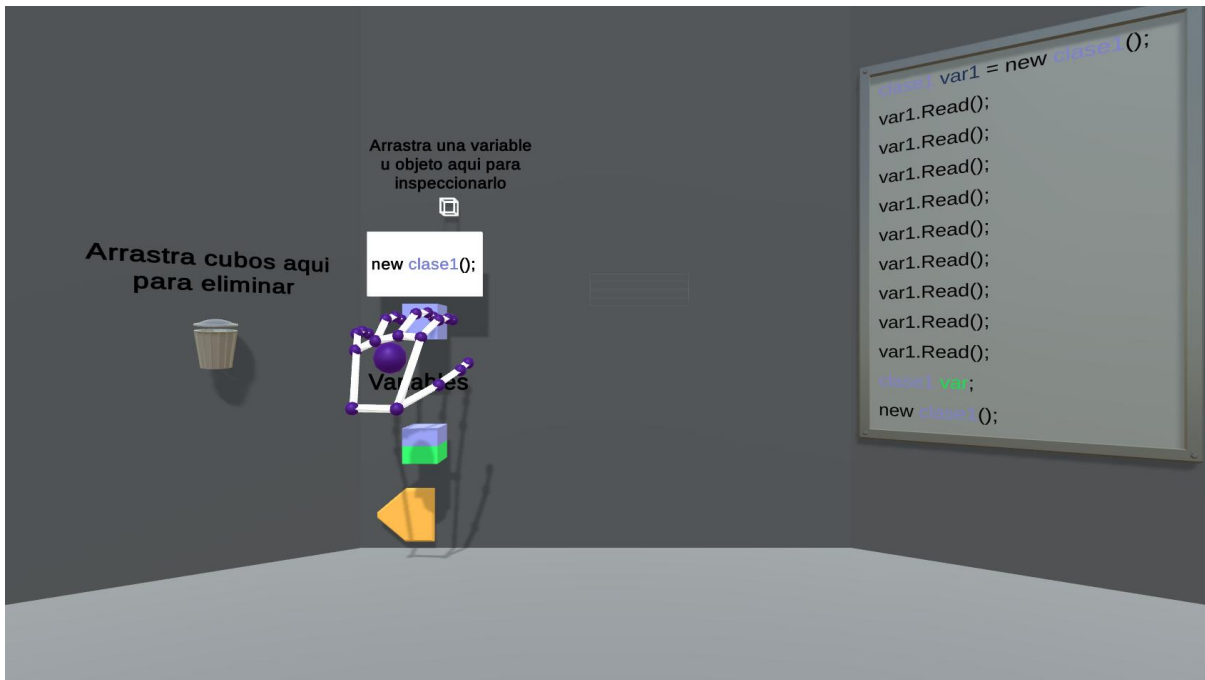 Arrastra una variable
u objeto aqui para
inspeccionarlo
Arrastra cubos aqui
para eliminar
new clase1();
Variables
clase1 var1 = new clase1();
var1.Read();
var1.Read();
var1.Read();
var1.Read();
var1.Read();
var1.Read();
var1.Read();
var1.Read();
var1.Read();
clase1 var;
new clase1();